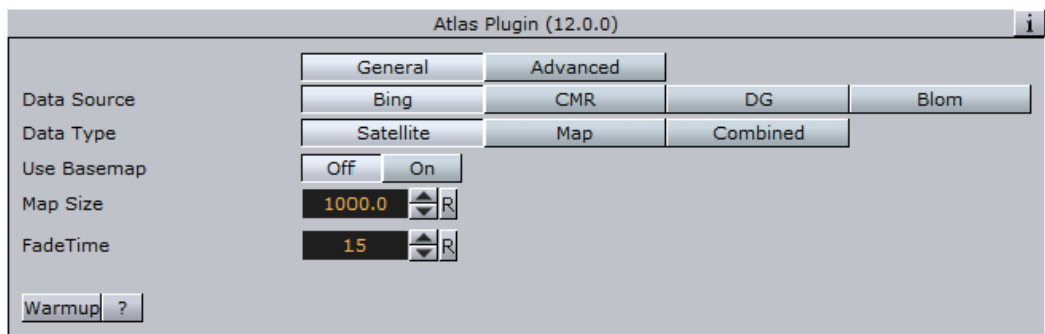 Atlas Plugin (12.0.0) i
General Advanced
Data Source Bing CMR DG Blom
Data Type Satellite Map Combined
Use Basemap Off On
Map Size 1000.0 R
FadeTime 15 R
Warmup ?